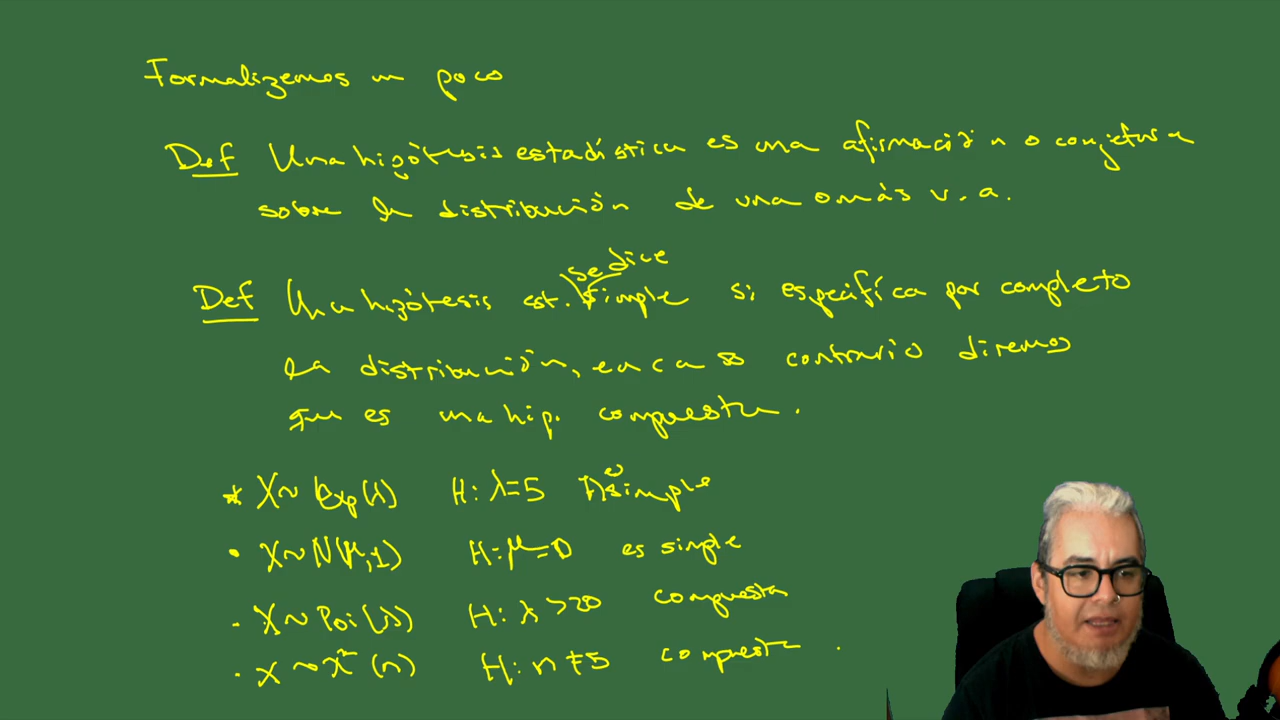 Formalizemos un poco
Def Una hipótesis estadística es una afirmación o conjetura
sobre la distribución de una o más v.a.
se dice
Def Una hipótesis est. simple si específica por completo
la distribución, en caso contrario diremos
que es una hip. compuesta.
* X~ Exp(λ) H: λ=5 simple
• X~N(μ,1) H: μ=0 es simple
- X~ Poi(λ) H: λ >20 compuesta
• X ~ χ²(n) H: n ≠5 compuesta .